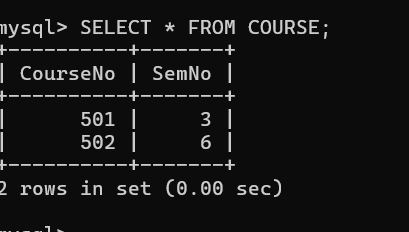 mysql> SELECT * FROM COURSE;
+----------+-------+
| CourseNo | SemNo |
+----------+-------+
|      501 |     3 |
|      502 |     6 |
+----------+-------+
2 rows in set (0.00 sec)
mysql>